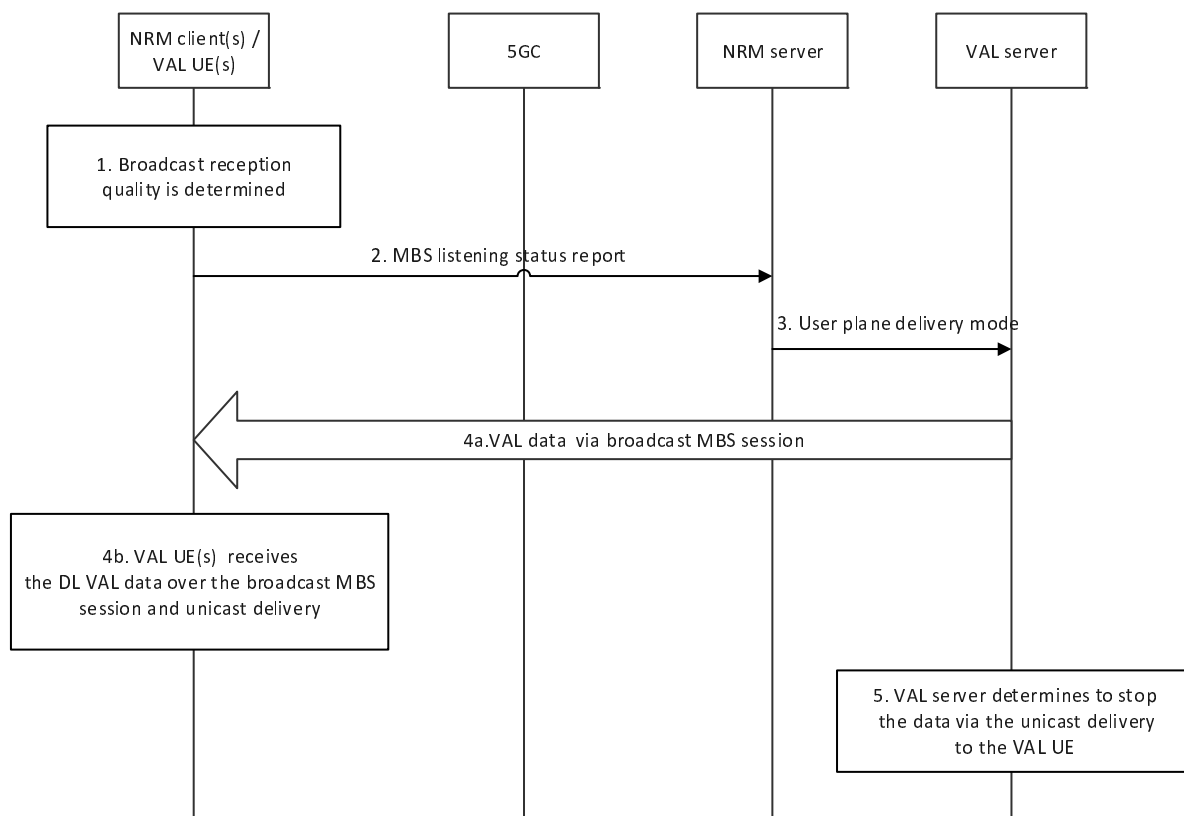 NRM client(s) /
VAL UE(s)
5GC
NRM server
VAL server
1. Broadcast reception
quality is determined
2. MBS listening status report
3. User plane delivery mode
4a.VAL data via broadcast MBS session
4b. VAL UE(s) receives
the DL VAL data over the broadcast MBS
session and unicast delivery
5. VAL server determines to stop
the data via the unicast delivery
to the VAL UE